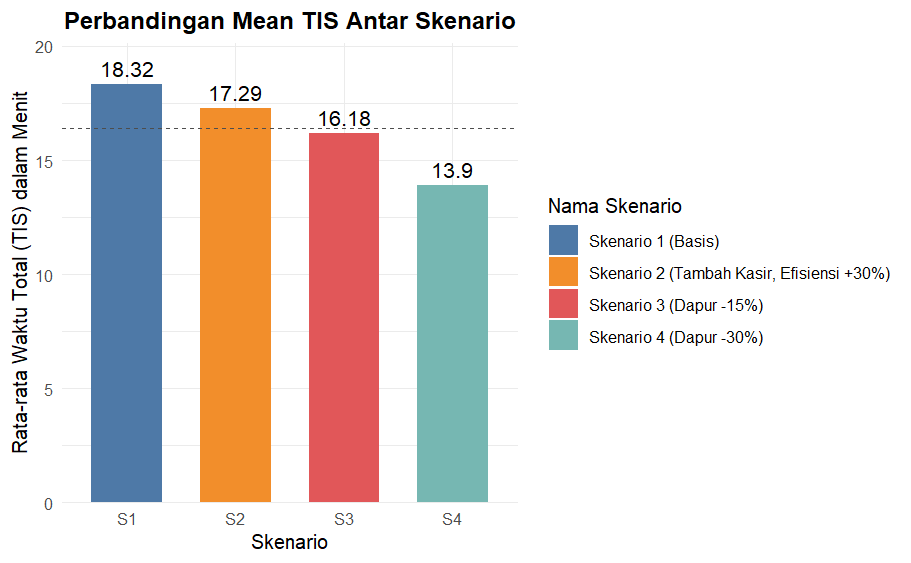 Perbandingan Mean TIS Antar Skenario
Rata-rata Waktu Total (TIS) dalam Menit
20
15
10
5
0
18.32
17.29
16.18
13.9
S1
S2
S3
S4
Skenario
Nama Skenario
Skenario 1 (Basis)
Skenario 2 (Tambah Kasir, Efisiensi +30%)
Skenario 3 (Dapur -15%)
Skenario 4 (Dapur -30%)